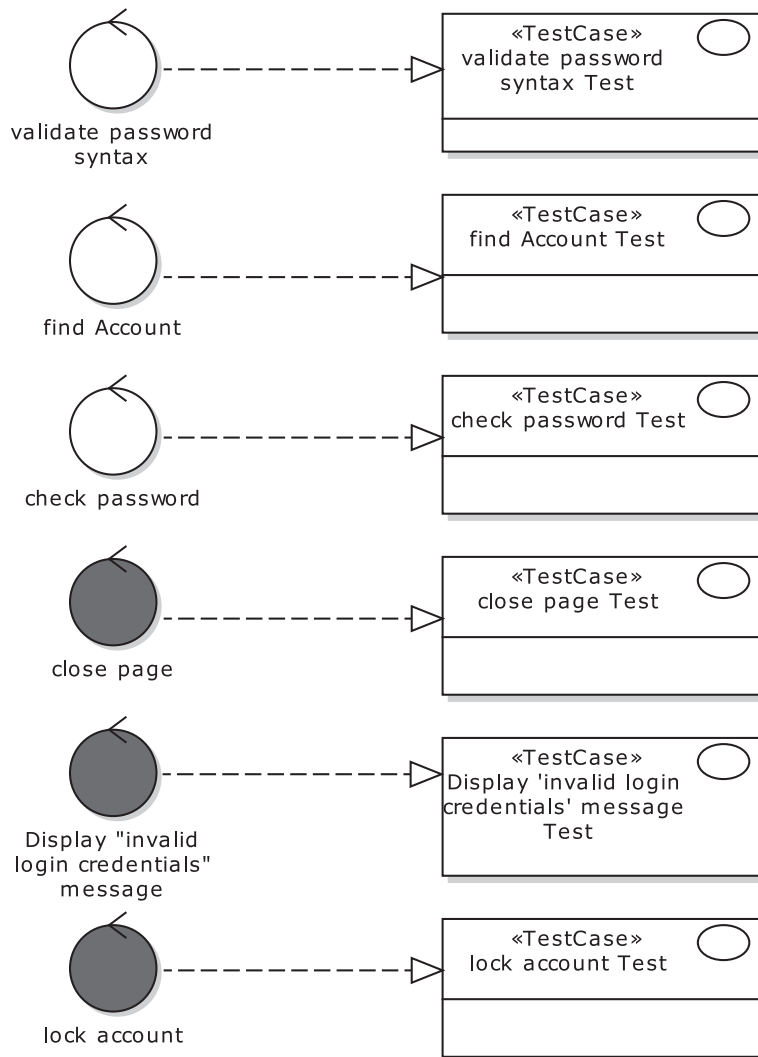 «TestCase»
validate password
syntax Test
validate password
syntax
«TestCase»
find Account Test
find Account
«TestCase»
check password Test
check password
«TestCase»
close page Test
close page
«TestCase»
Display 'invalid login
credentials' message
Test
Display "invalid
login credentials"
message
«TestCase»
lock account Test
lock account